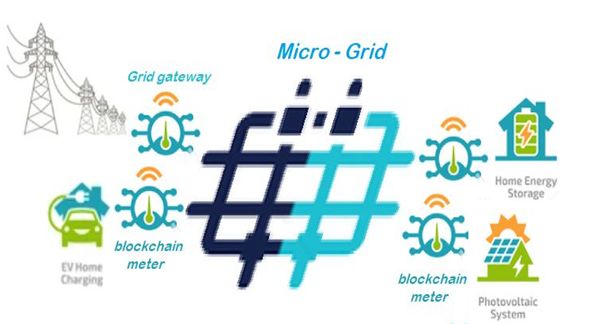 Micro - Grid
Grid gateway
Home Energy
Storage
blockchain
meter
EV Home
Charging
blockchain
meter
Photovoltaic
System